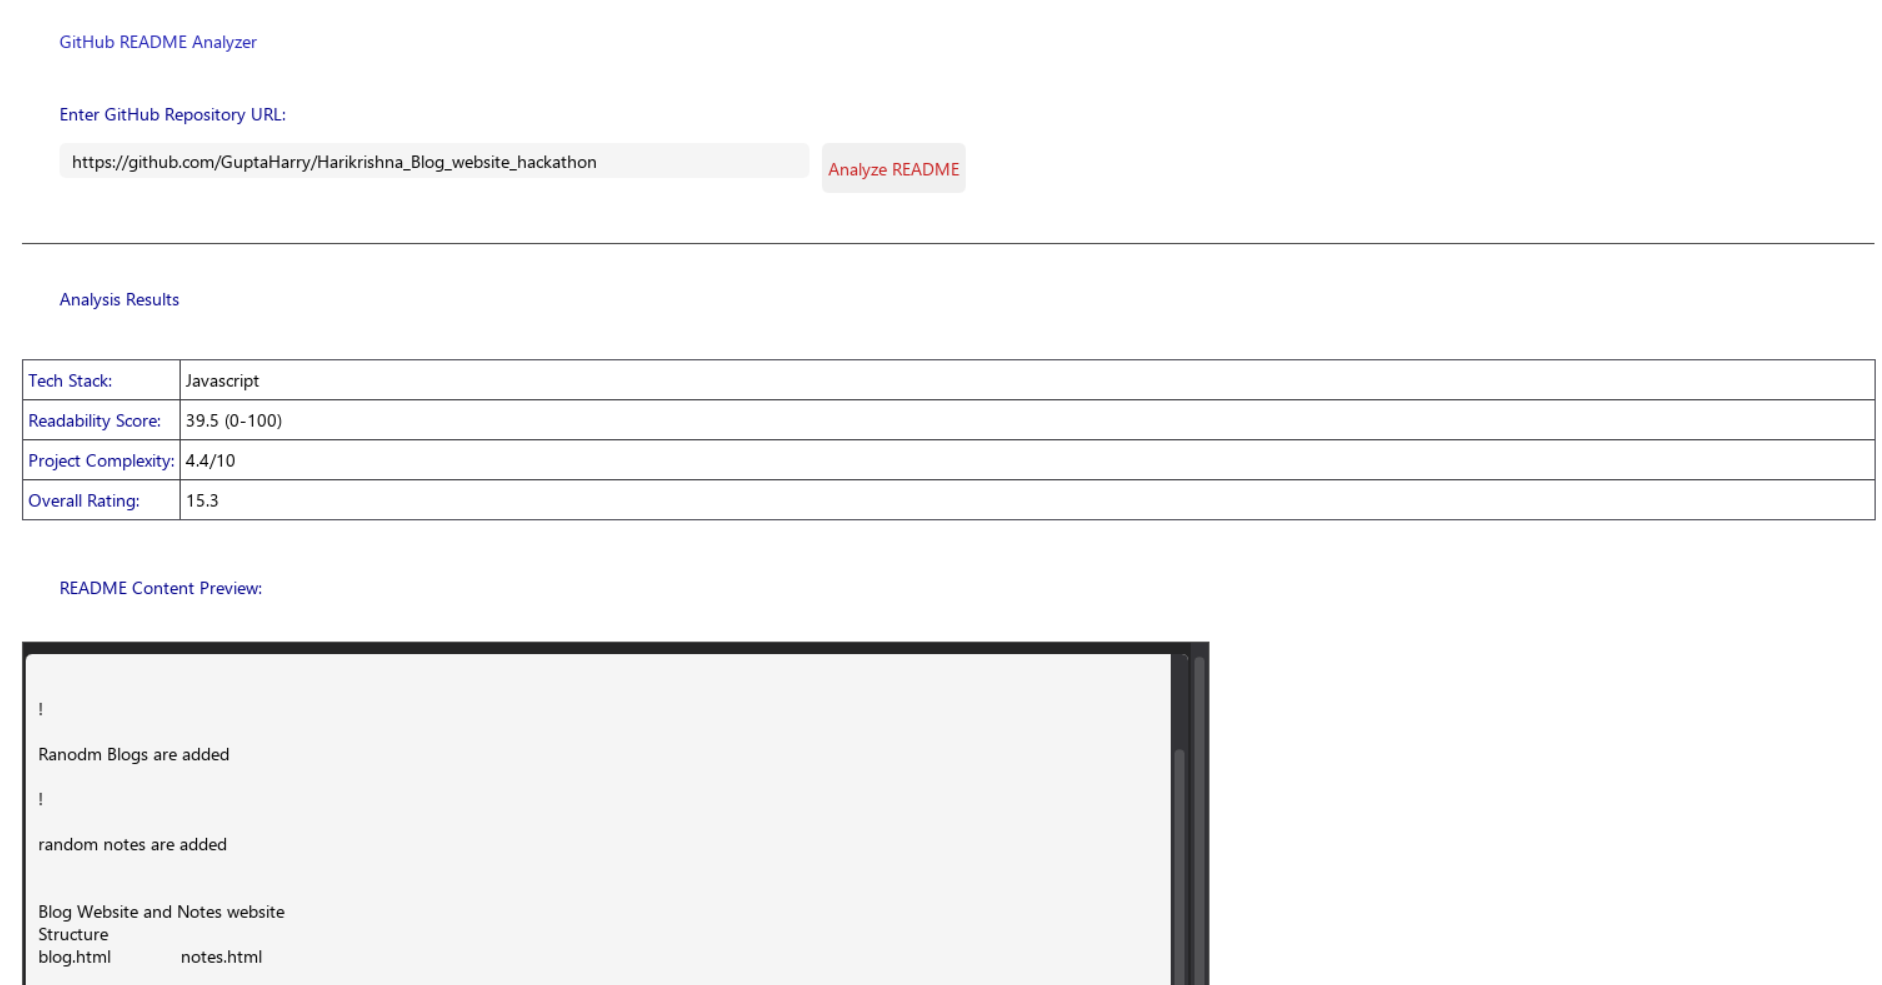 GitHub README Analyzer
Enter GitHub Repository URL:
https://github.com/GuptaHarry/Harikrishna_Blog_website_hackathon
Analyze README
Analysis Results
Tech Stack: Javascript
Readability Score: 39.5 (0-100)
Project Complexity: 4.4/10
Overall Rating: 15.3
README Content Preview:
!
Ranodm Blogs are added
!
random notes are added
Blog Website and Notes website
Structure
blog.html notes.html